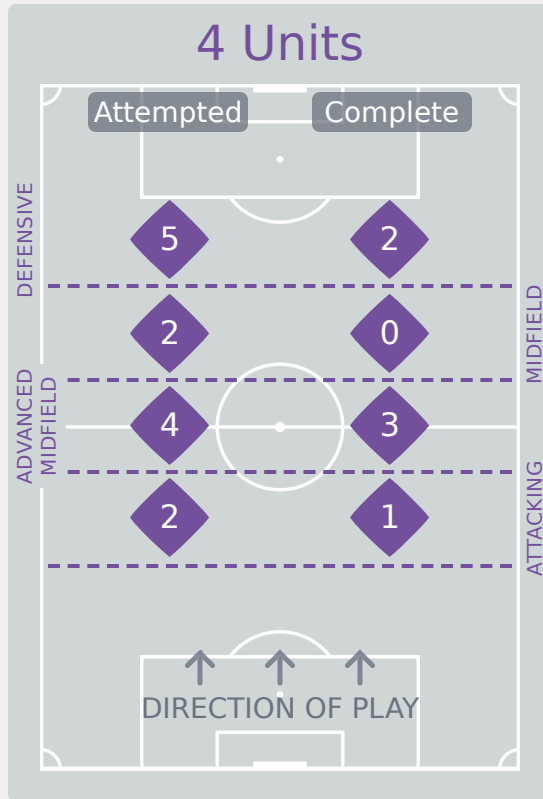 4 Units
Attempted
Complete
DEFENSIVE
5
2
MIDFIELD
2
0
ADVANCED
MIDFIELD
4
3
ATTACKING
2
1
DIRECTION OF PLAY